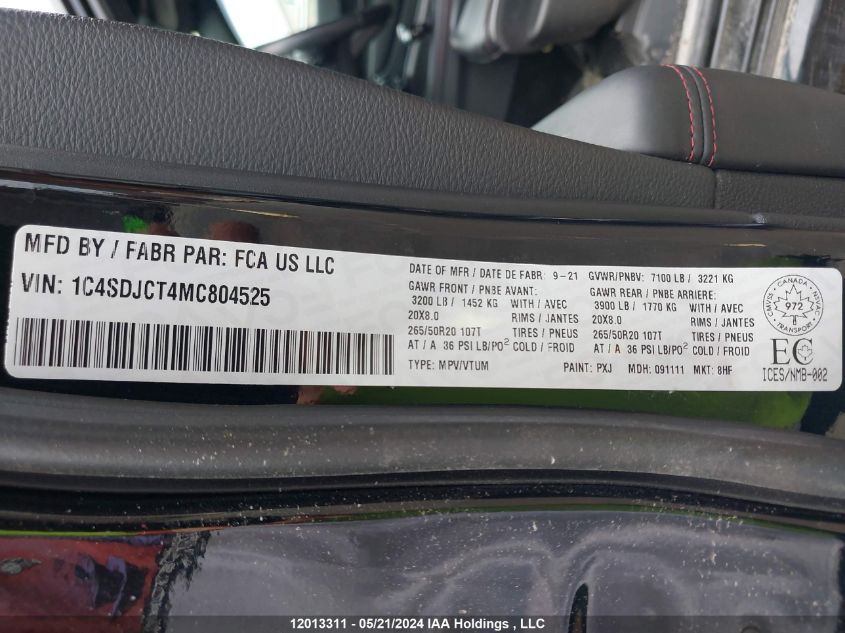 MFD BY / FABR PAR: FCA US LLC
VIN: 1C4SDJCT4MC804525
DATE OF MFR / DATE DE FABR: 9-21 GVWR/PNBV: 7100 LB / 3221 KG
GAWR FRONT / PNBE AVANT:
3200 LB / 1452 KG WITH / AVEC
20X8.0 RIMS / JANTES
265/50R20 107T TIRES / PNEUS
AT / A 36 PSI LB/PO2 COLD / FROID
GAWR REAR / PNBE ARRIERE:
3900 LB / 1770 KG WITH / AVEC
20X8.0 RIMS / JANTES
265/50R20 107T TIRES / PNEUS
AT / A 36 PSI LB/PO2 COLD / FROID
TYPE: MPV/VTUM PAINT: PXJ MDH: 091111 MKT: 8HF
CANADA
CMVSS NSVAC
972
TRANSPORT
EC
ICES/NMB-002
12013311 - 05/21/2024 IAA Holdings , LLC